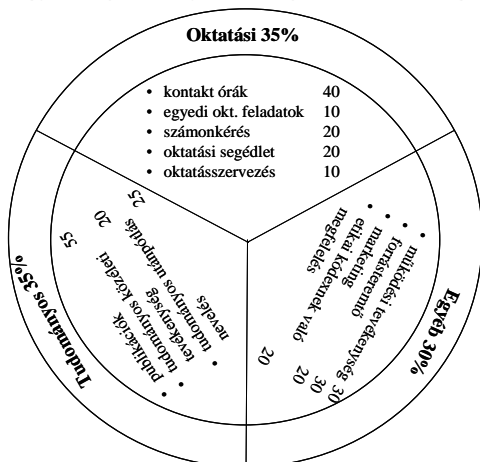 Oktatási 35%
• kontakt órák 40
• egyedi okt. feladatok 10
• számonkérés 20
• oktatási segédlet 20
• oktatásszervezés 10
Egyéb 30%
• működési tevékenység 30
• forrásteremtő 30
• marketing 20
• etikai kódexnek való
megfelelés 20
Tudományos 35%
• publikációk 55
• tudományos közéleti
tevékenység 20
• tudományos utánpótlás
nevelés 25